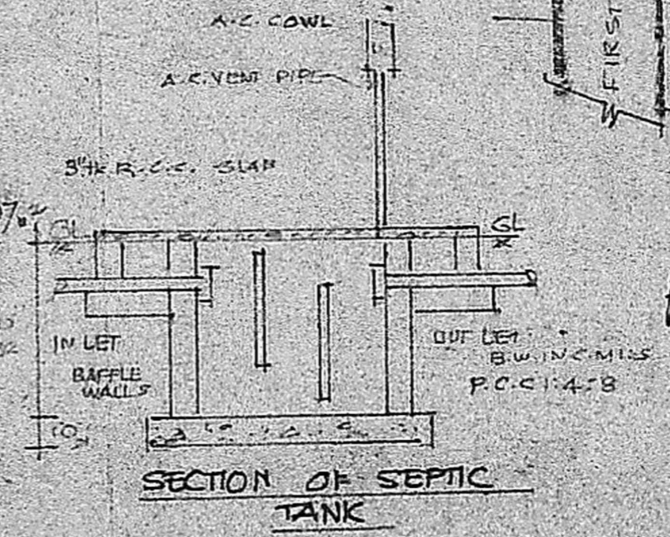 A.C. COWL
FIRST
A.C. VENT PIPE
3"tk R.C.C. SLAB
GL
GL
IN LET
OUT LET
B.W. IN C.M 1:5
BAFFLE
WALLS
P.C.C 1:4:8
SECTION OF SEPTIC
TANK